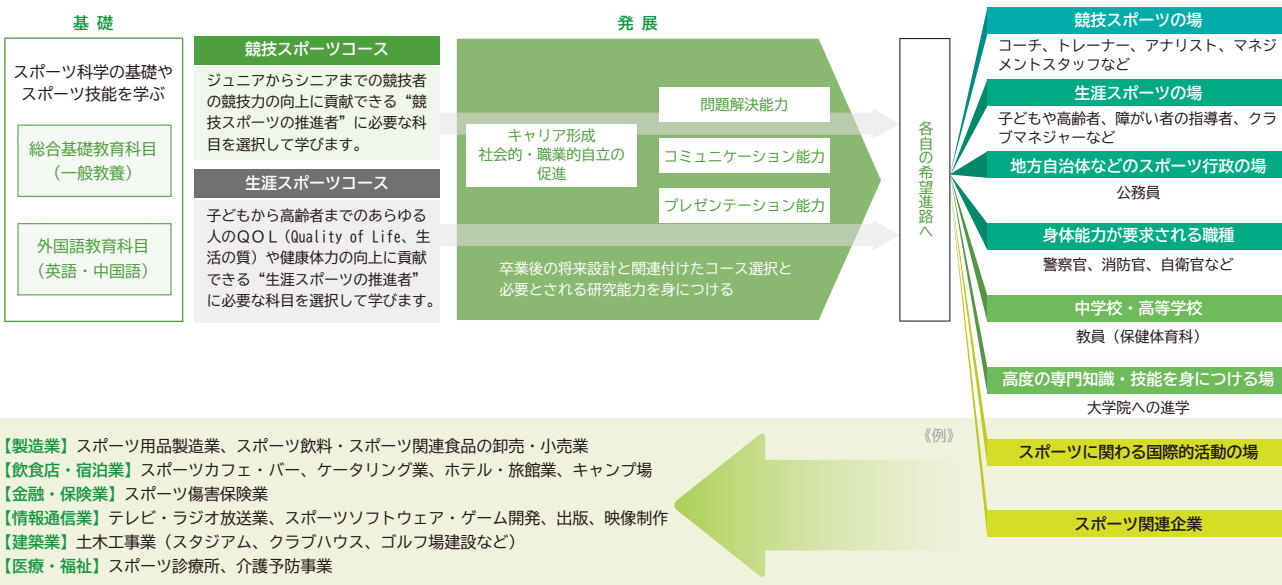 基 礎
スポーツ科学の基礎や
スポーツ技能を学ぶ
総合基礎教育科目
（一般教養）
外国語教育科目
（英語・中国語）
競技スポーツコース
ジュニアからシニアまでの競技者
の競技力の向上に貢献できる“競
技スポーツの推進者”に必要な科
目を選択して学びます。
生涯スポーツコース
子どもから高齢者までのあらゆる
人のQOL（Quality of Life、生
活の質）や健康体力の向上に貢献
できる“生涯スポーツの推進者”
に必要な科目を選択して学びます。
発 展
キャリア形成
社会的・職業的自立の
促進
問題解決能力
コミュニケーション能力
プレゼンテーション能力
卒業後の将来設計と関連付けたコース選択と
必要とされる研究能力を身につける
各自の希望進路へ
競技スポーツの場
コーチ、トレーナー、アナリスト、マネジ
メントスタッフなど
生涯スポーツの場
子どもや高齢者、障がい者の指導者、クラ
ブマネジャーなど
地方自治体などのスポーツ行政の場
公務員
身体能力が要求される職種
警察官、消防官、自衛官など
中学校・高等学校
教員（保健体育科）
高度の専門知識・技能を身につける場
大学院への進学
スポーツに関わる国際的活動の場
スポーツ関連企業
《例》
【製造業】スポーツ用品製造業、スポーツ飲料・スポーツ関連食品の卸売・小売業
【飲食店・宿泊業】スポーツカフェ・バー、ケータリング業、ホテル・旅館業、キャンプ場
【金融・保険業】スポーツ傷害保険業
【情報通信業】テレビ・ラジオ放送業、スポーツソフトウェア・ゲーム開発、出版、映像制作
【建築業】土木工事業（スタジアム、クラブハウス、ゴルフ場建設など）
【医療・福祉】スポーツ診療所、介護予防事業